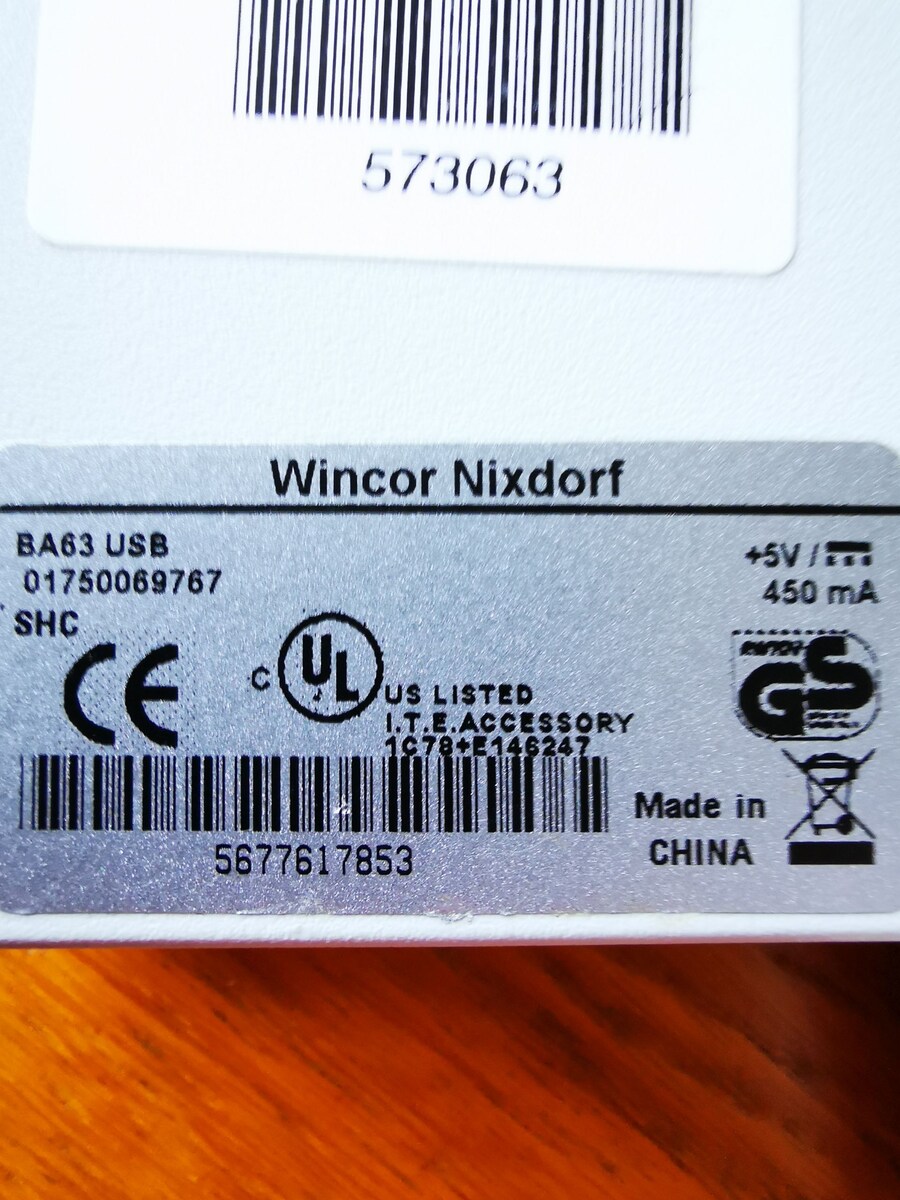 573063
Wincor Nixdorf
BA63 USB
01750069767
SHC
+5V /
450 mA
CE
C UL US LISTED
I.T.E.ACCESSORY
1C78+E146247
GS
5677617853
Made in
CHINA